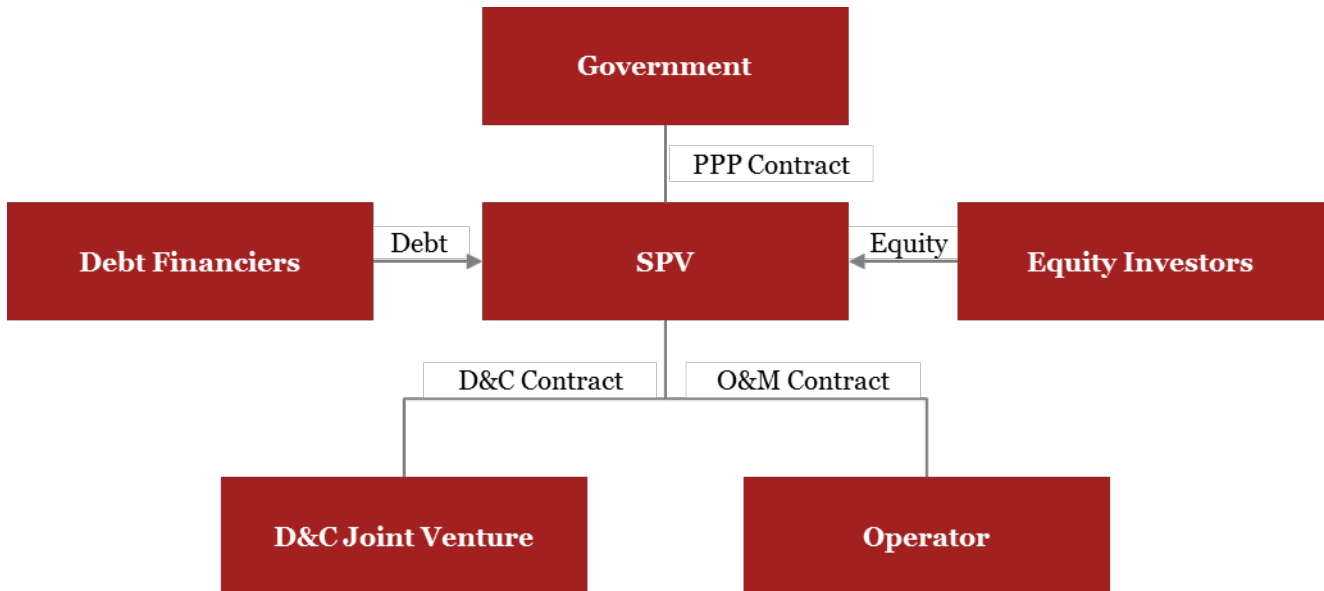 Government
PPP Contract
Debt Financiers
Debt
SPV
Equity
Equity Investors
D&C Contract
O&M Contract
D&C Joint Venture
Operator